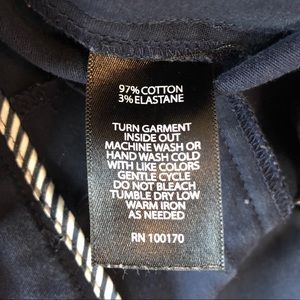 97% COTTON
3% ELASTANE
TURN GARMENT
INSIDE OUT
MACHINE WASH OR
HAND WASH COLD
WITH LIKE COLORS
GENTLE CYCLE
DO NOT BLEACH
TUMBLE DRY LOW
WARM IRON
AS NEEDED
RN 100170